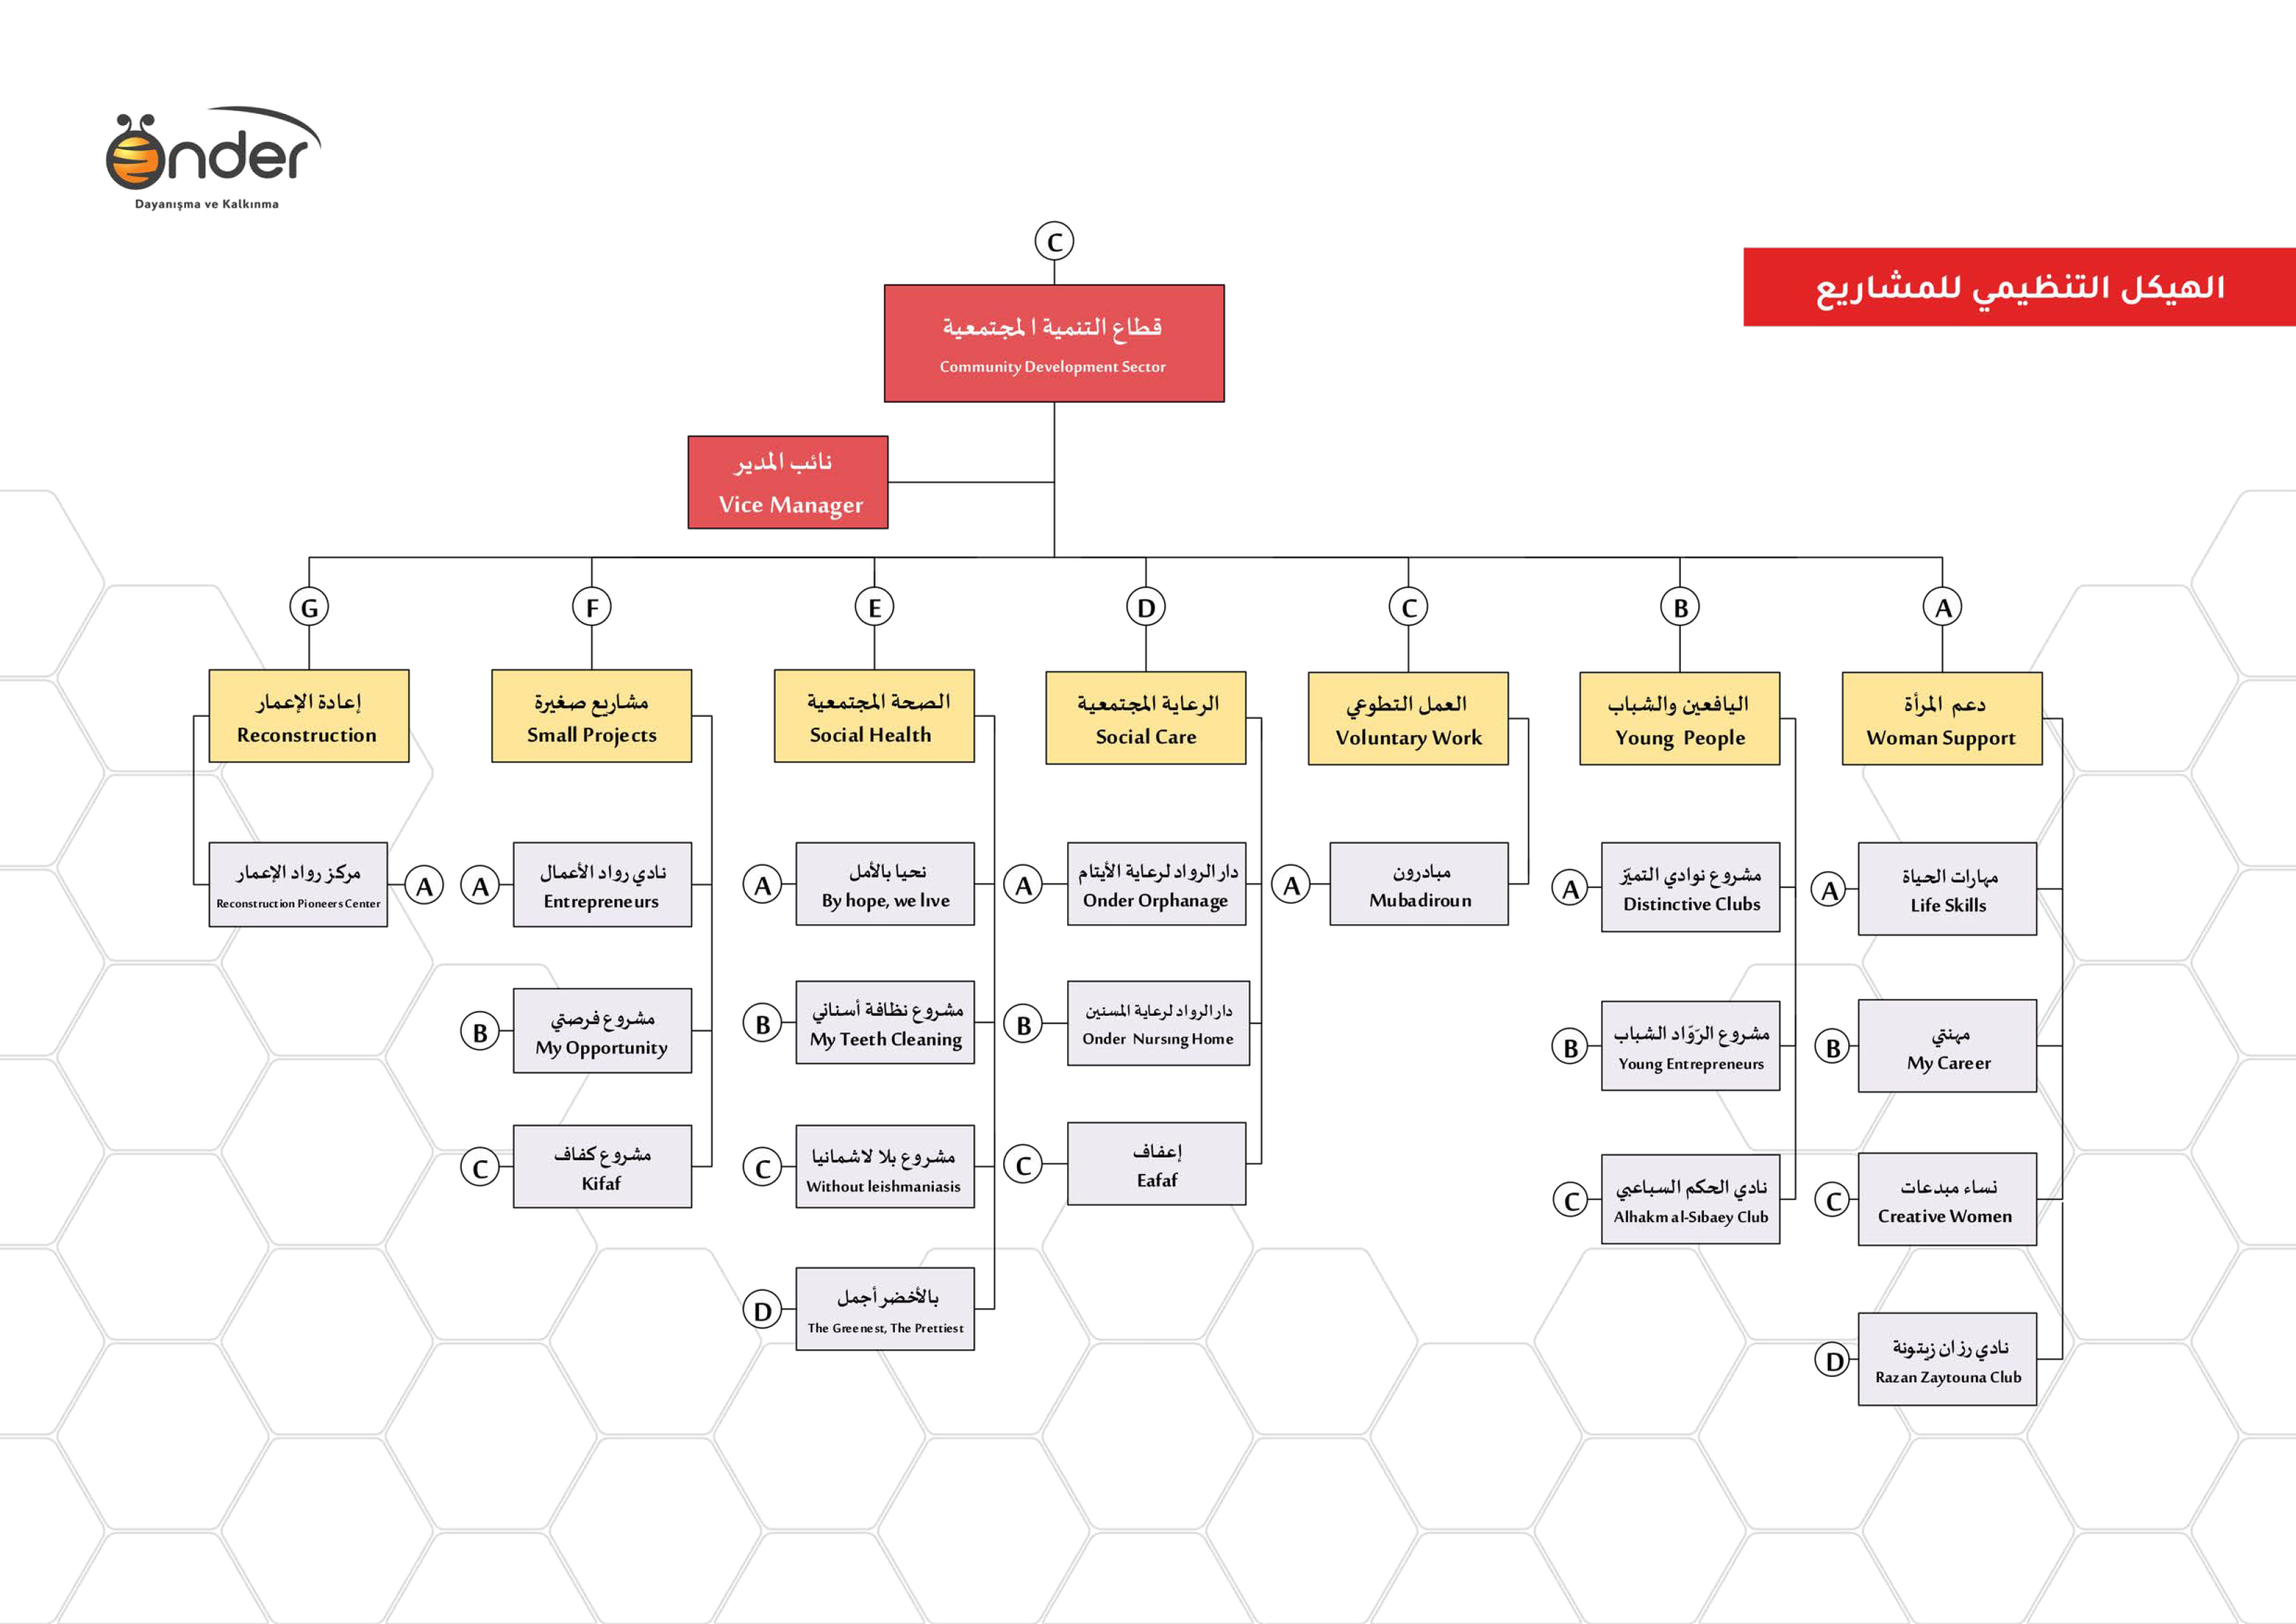 Önder
Dayanışma ve Kalkınma
الهيكل التنظيمي للمشاريع
C
قطاع التنمية المجتمعية
Community Development Sector
نائب المدير
Vice Manager
A
دعم المرأة
Woman Support
A
مهارات الحياة
Life Skills
B
مهنتي
My Career
C
نساء مبدعات
Creative Women
D
نادي رزان زيتونة
Razan Zaytouna Club
B
اليافعين والشباب
Young People
A
مشروع نوادي التميّز
Distinctive Clubs
B
مشروع الرّوّاد الشباب
Young Entrepreneurs
C
نادي الحكم السباعي
Alhakm al-Sibaey Club
C
العمل التطوعي
Voluntary Work
A
مبادرون
Mubadiroun
D
الرعاية المجتمعية
Social Care
A
دار الرواد لرعاية الأيتام
Onder Orphanage
B
دار الرواد لرعاية المسنين
Onder Nursing Home
C
إعفاف
Eafaf
E
الصحة المجتمعية
Social Health
A
نحيا بالأمل
By hope, we live
B
مشروع نظافة أسناني
My Teeth Cleaning
C
مشروع بلا لاشمانيا
Without leishmaniasis
D
بالأخضر أجمل
The Greenest, The Prettiest
F
مشاريع صغيرة
Small Projects
A
نادي رواد الأعمال
Entrepreneurs
B
مشروع فرصتي
My Opportunity
C
مشروع كفاف
Kifaf
G
إعادة الإعمار
Reconstruction
A
مركز رواد الإعمار
Reconstruction Pioneers Center